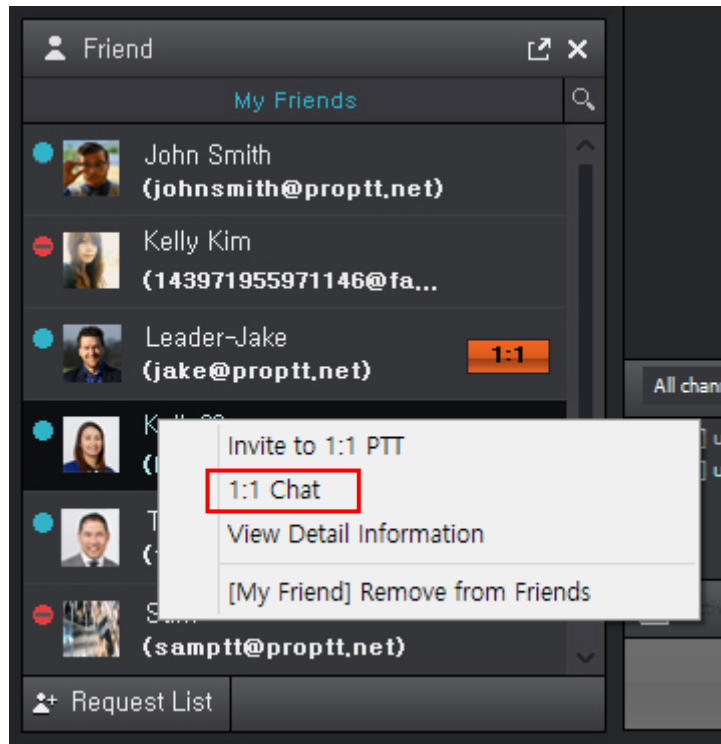 Friend
My Friends
John Smith
(johnsmith@proptt.net)
Kelly Kim
(143971955971146@fa...
Leader-Jake
(jake@proptt.net)
1:1
All chan
Invite to 1:1 PTT
1:1 Chat
View Detail Information
[My Friend] Remove from Friends
(samptt@proptt.net)
Request List